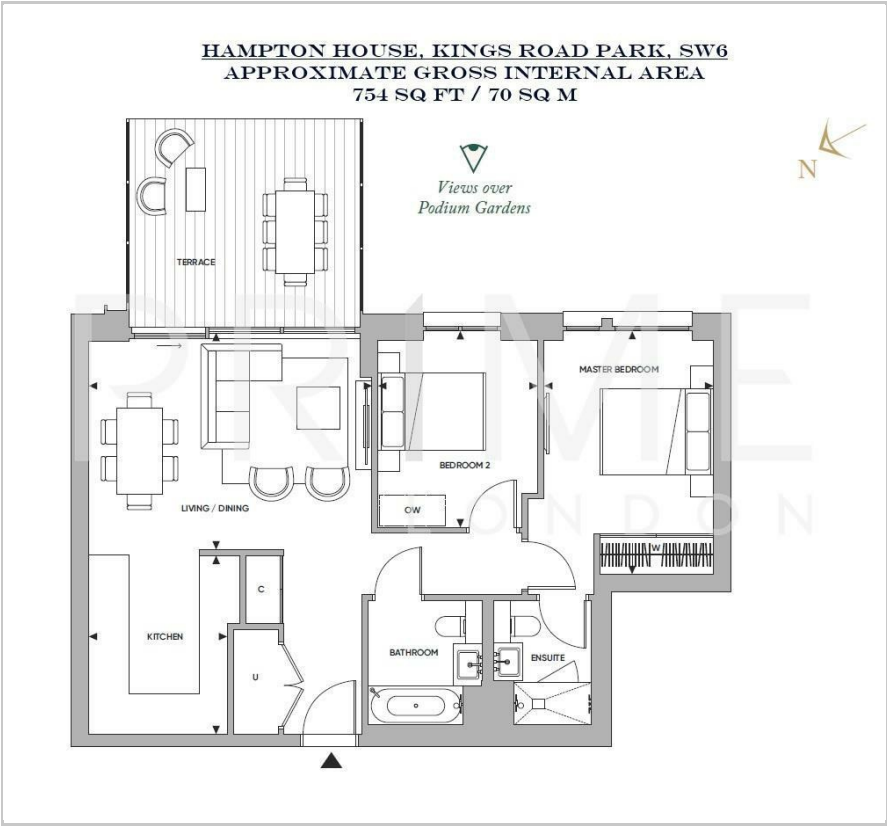 HAMPTON HOUSE, KINGS ROAD PARK, SW6
APPROXIMATE GROSS INTERNAL AREA
754 SQ FT / 70 SQ M
N
Views over
Podium Gardens
TERRACE
PRIME
LONDON
MASTER BEDROOM
BEDROOM 2
OW
LIVING / DINING
W
C
KITCHEN
BATHROOM
ENSUITE
U